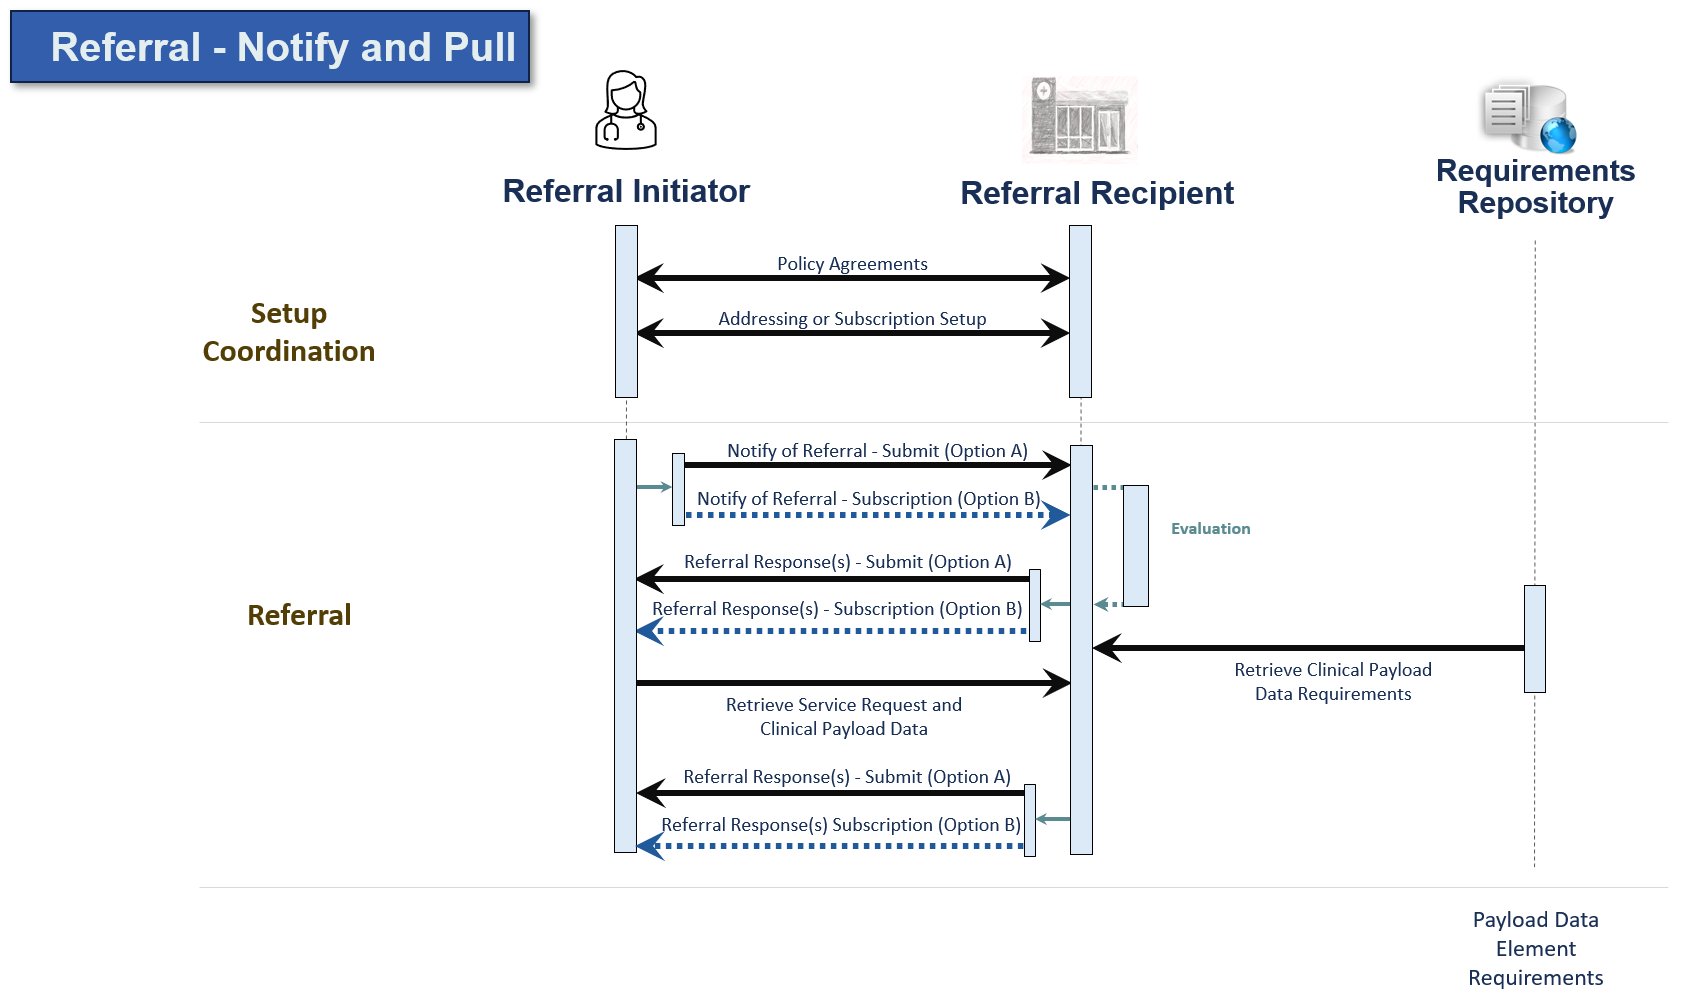 Referral - Notify and Pull
Referral Initiator
Referral Recipient
Requirements
Repository
Setup
Coordination
Policy Agreements
Addressing or Subscription Setup
Referral
Notify of Referral - Submit (Option A)
Notify of Referral - Subscription (Option B)
Evaluation
Referral Response(s) - Submit (Option A)
Referral Response(s) - Subscription (Option B)
Retrieve Clinical Payload
Data Requirements
Retrieve Service Request and
Clinical Payload Data
Referral Response(s) - Submit (Option A)
Referral Response(s) Subscription (Option B)
Payload Data
Element
Requirements